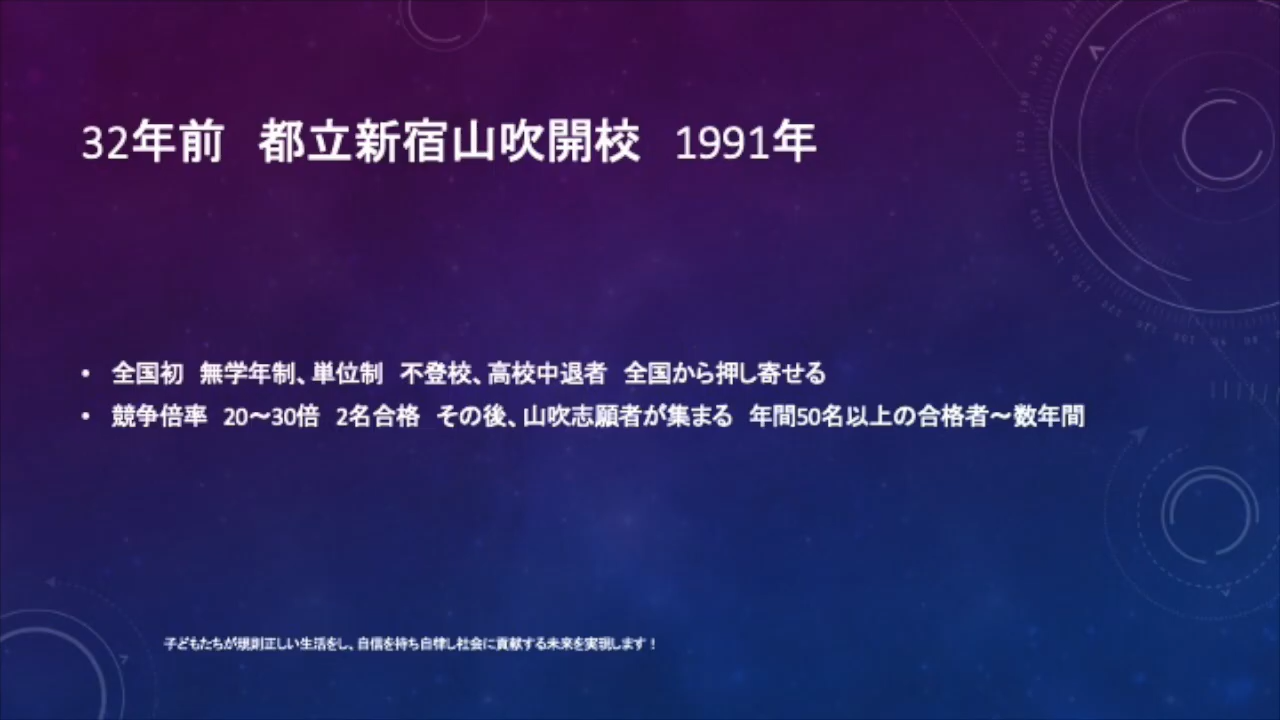 32年前　都立新宿山吹開校　1991年
• 全国初　無学年制、単位制　不登校、高校中退者　全国から押し寄せる
• 競争倍率　20～30倍　2名合格　その後、山吹志願者が集まる　年間50名以上の合格者～数年間
子どもたちが規則正しい生活をし、自信を持ち自律し社会に貢献する未来を実現します！